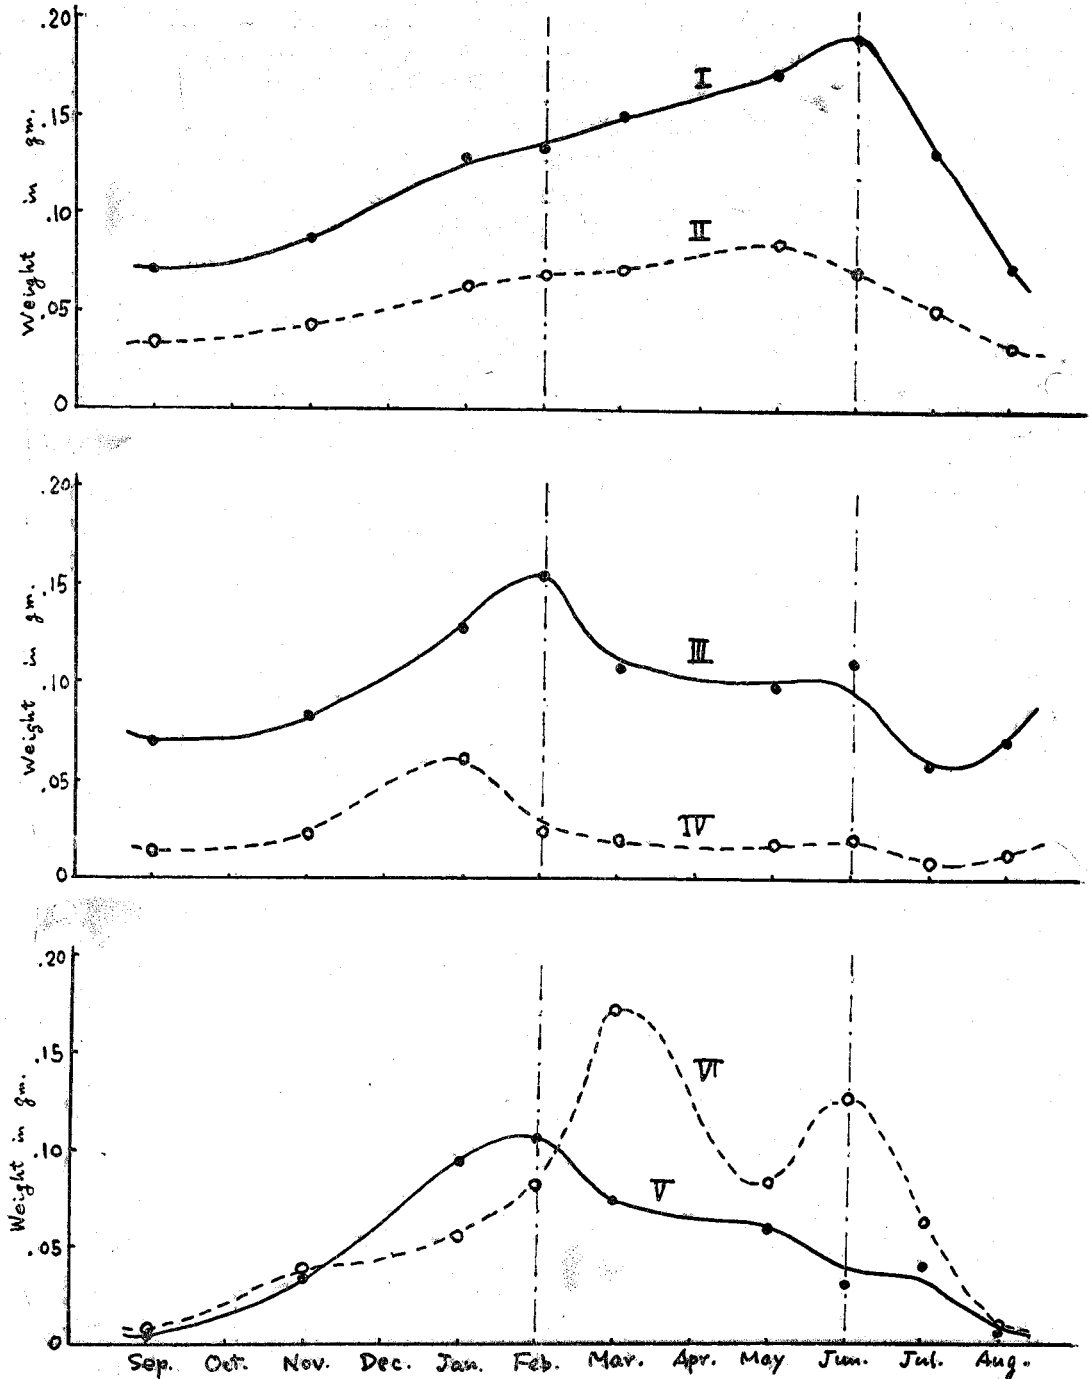 .20
.15
.10
.05
0
Weight in gm.
I
II
.20
.15
.10
.05
0
Weight in gm.
III
IV
.20
.15
.10
.05
0
Weight in gm.
VI
V
Sep. Oct. Nov. Dec. Jan. Feb. Mar. Apr. May Jun. Jul. Aug.